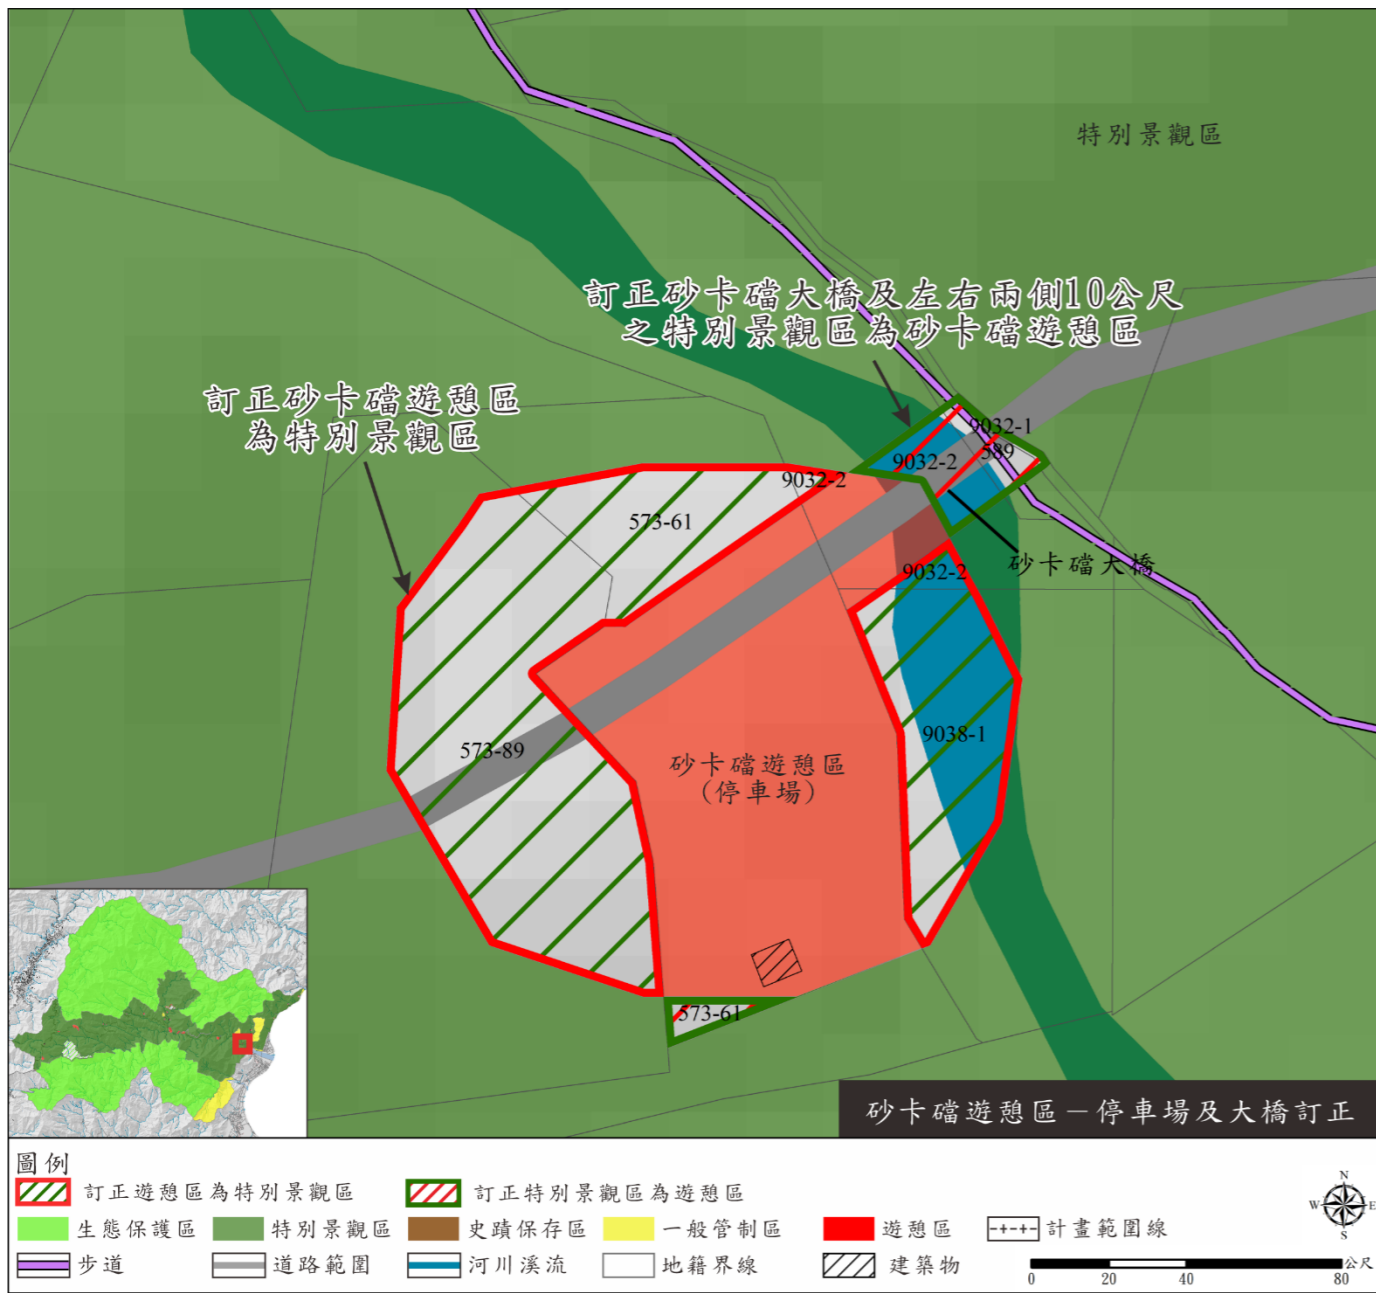 特別景觀區
訂正砂卡礑大橋及左右兩側10公尺
之特別景觀區為砂卡礑遊憩區
訂正砂卡礑遊憩區
為特別景觀區
9032-1
589
9032-2
9032-2
573-61
砂卡礑大橋
9032-2
573-89
9038-1
砂卡礑遊憩區
(停車場)
573-61
砂卡礑遊憩區－停車場及大橋訂正
圖例
訂正遊憩區為特別景觀區
訂正特別景觀區為遊憩區
生態保護區
特別景觀區
史蹟保存區
一般管制區
遊憩區
計畫範圍線
步道
道路範圍
河川溪流
地籍界線
建築物
N
W
E
S
公尺
0 20 40 80